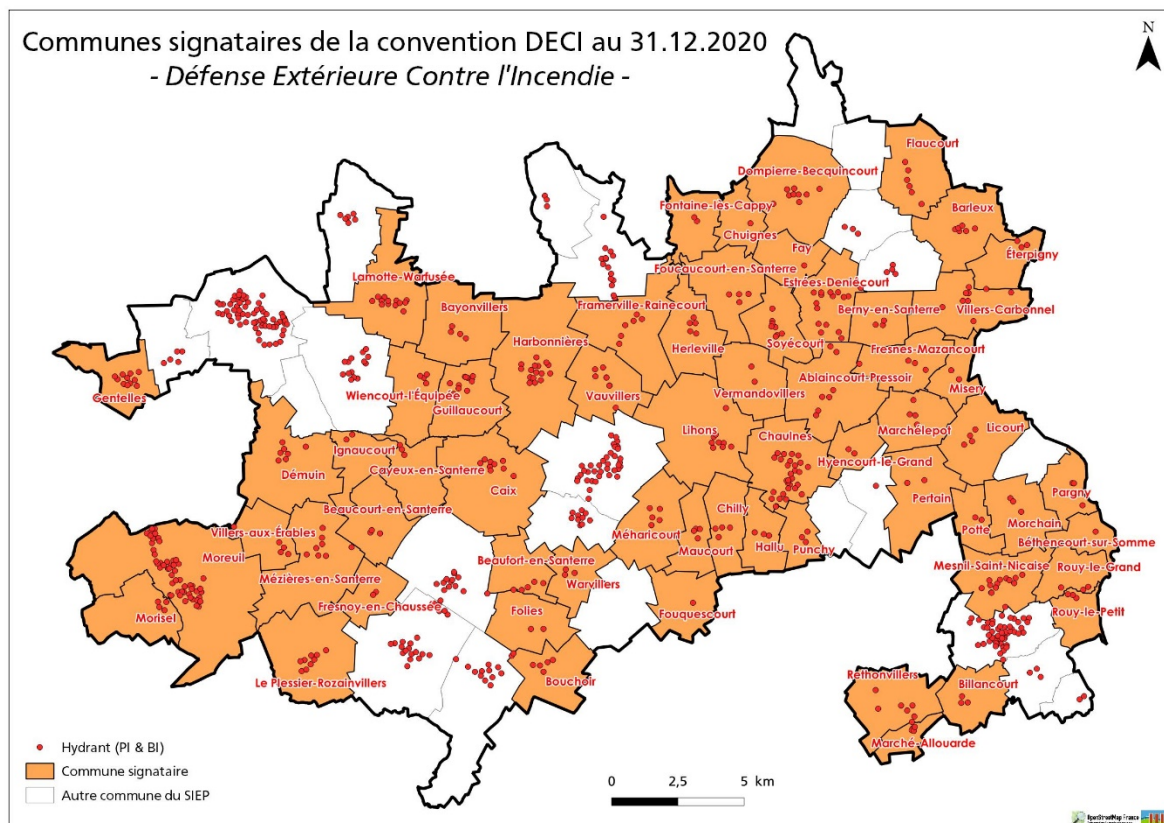 Communes signataires de la convention DECI au 31.12.2020
- Défense Extérieure Contre l'Incendie -
N
Flaucourt
Dompierre-Becquincourt
Fontaine-lès-Cappy
Barleux
Chuignes
Éterpigny
Fay
Foucaucourt-en-Santerre
Lamotte-Warfusée
Estrées-Deniécourt
Bayonvillers
Framerville-Rainecourt
Berny-en-Santerre
Villers-Carbonnel
Harbonnières
Herleville
Soyécourt
Fresnes-Mazancourt
Ablaincourt-Pressoir
Misery
Gentelles
Wiencourt-l'Équipée
Guillaucourt
Vauvillers
Vermandovillers
Marchélepot
Licourt
Lihons
Chaulnes
Ignaucourt
Hyencourt-le-Grand
Démuin
Cayeux-en-Santerre
Caix
Pertain
Pargny
Beaucourt-en-Santerre
Chilly
Morchain
Potte
Villers-aux-Érables
Méharicourt
Maucourt
Hallu
Punchy
Béthencourt-sur-Somme
Moreuil
Beaufort-en-Santerre
Mesnil-Saint-Nicaise
Rouy-le-Grand
Mézières-en-Santerre
Warvillers
Fresnoy-en-Chaussée
Folies
Fouquescourt
Rouy-le-Petit
Morisel
Le Plessier-Rozainvillers
Bouchoir
Réthonvillers
Billancourt
Marché-Allouarde
Hydrant (PI & BI)
Commune signataire
Autre commune du SIEP
0 2,5 5 km
OpenStreetMap France